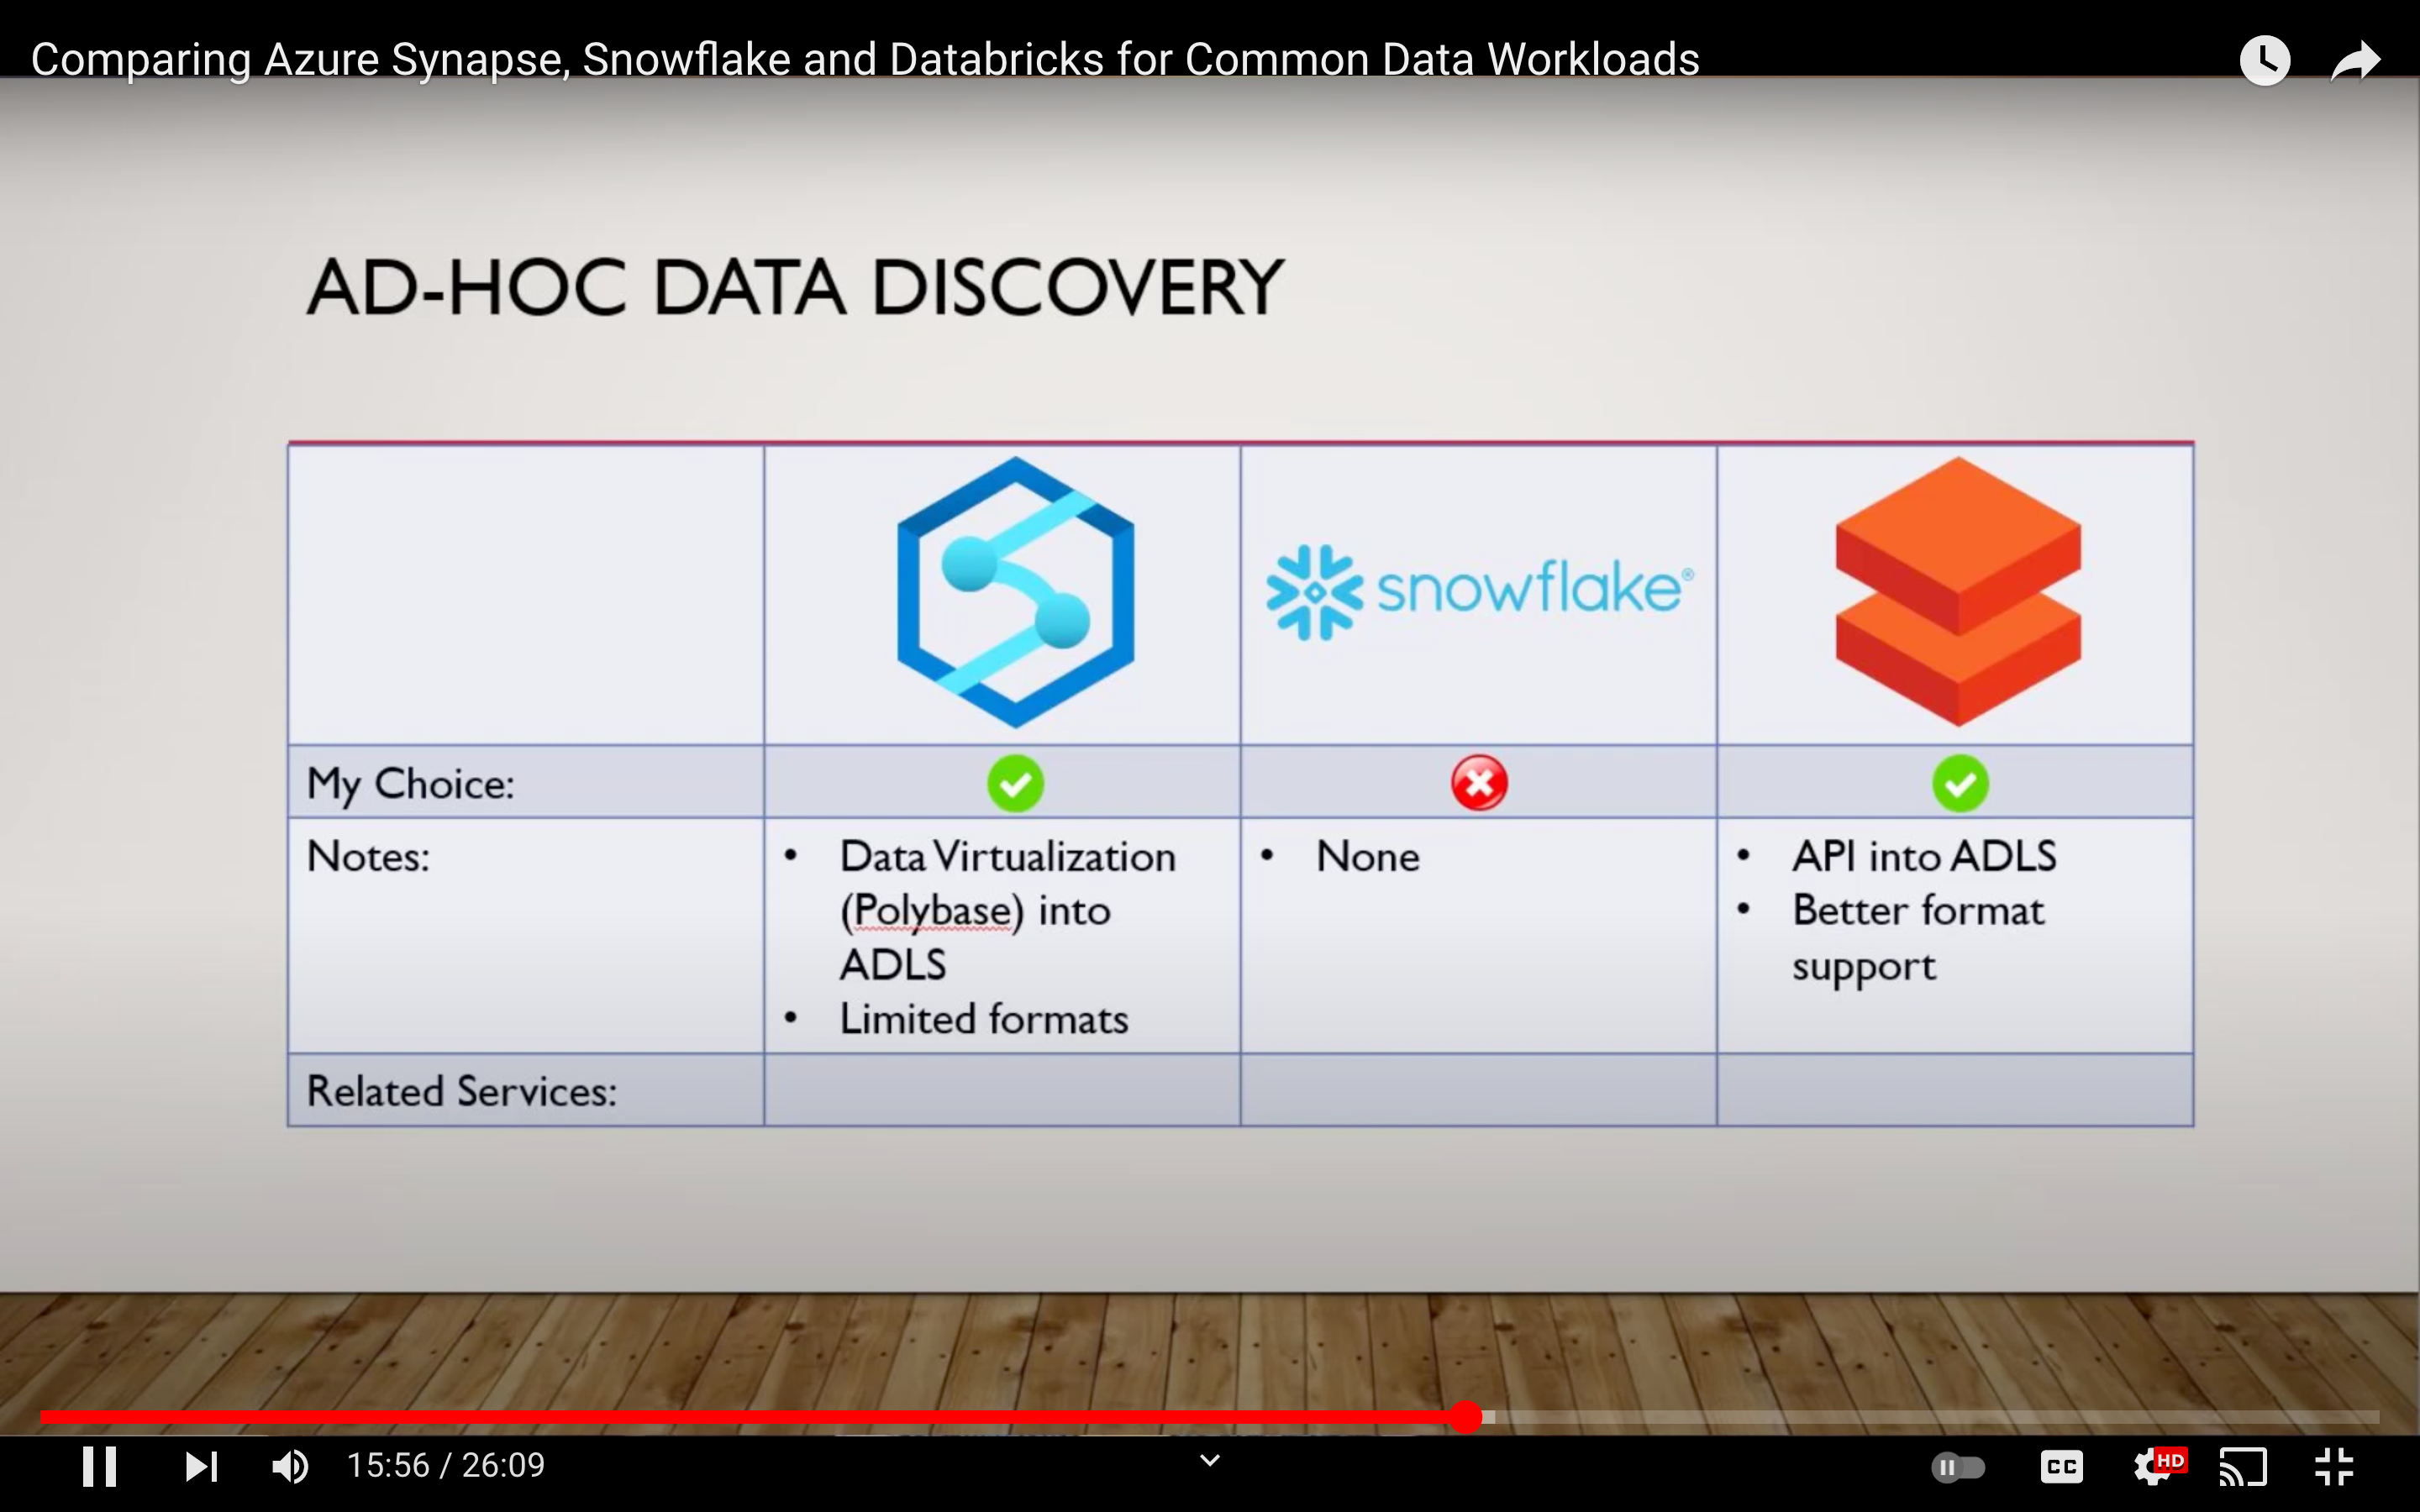 Comparing Azure Synapse, Snowflake and Databricks for Common Data Workloads
AD-HOC DATA DISCOVERY
snowflake®
My Choice:
Notes:
• Data Virtualization
(Polybase) into
ADLS
• Limited formats
• None
• API into ADLS
• Better format
support
Related Services:
15:56 / 26:09
CC
HD